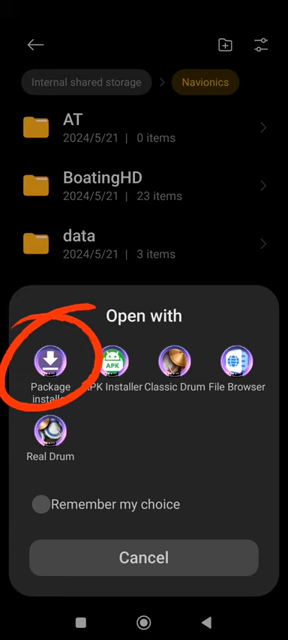 Internal shared storage
Navionics
AT
2024/5/21 | 0 items
BoatingHD
2024/5/21 | 23 items
data
2024/5/21 | 3 items
Open with
APK
Package
installer
APK Installer
Classic Drum
File Browser
Real Drum
Remember my choice
Cancel